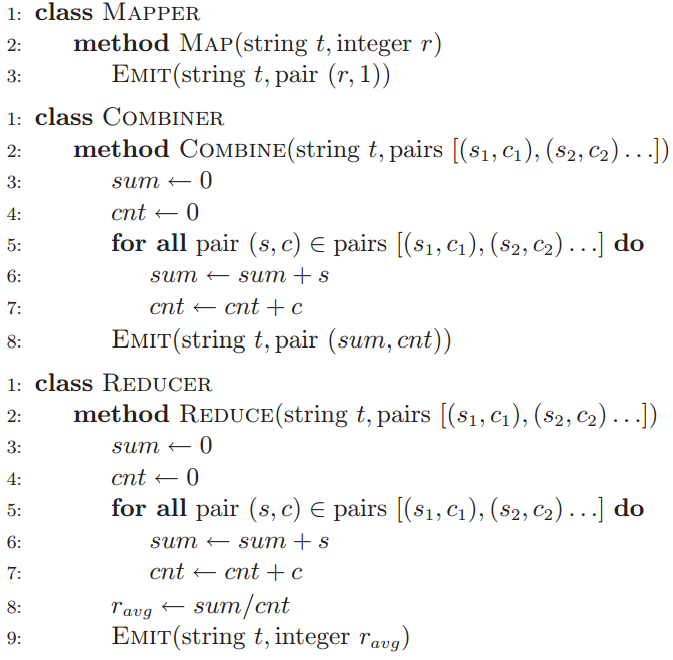 1: class MAPPER
2: method MAP(string t, integer r)
3: EMIT(string t, pair (r, 1))
1: class COMBINER
2: method COMBINE(string t, pairs [(s₁, c₁), (s₂, c₂) . . .])
3: sum ← 0
4: cnt ← 0
5: for all pair (s, c) ∈ pairs [(s₁, c₁), (s₂, c₂) . . .] do
6: sum ← sum + s
7: cnt ← cnt + c
8: EMIT(string t, pair (sum, cnt))
1: class REDUCER
2: method REDUCE(string t, pairs [(s₁, c₁), (s₂, c₂) . . .])
3: sum ← 0
4: cnt ← 0
5: for all pair (s, c) ∈ pairs [(s₁, c₁), (s₂, c₂) . . .] do
6: sum ← sum + s
7: cnt ← cnt + c
8: r_avg ← sum/cnt
9: EMIT(string t, integer r_avg)